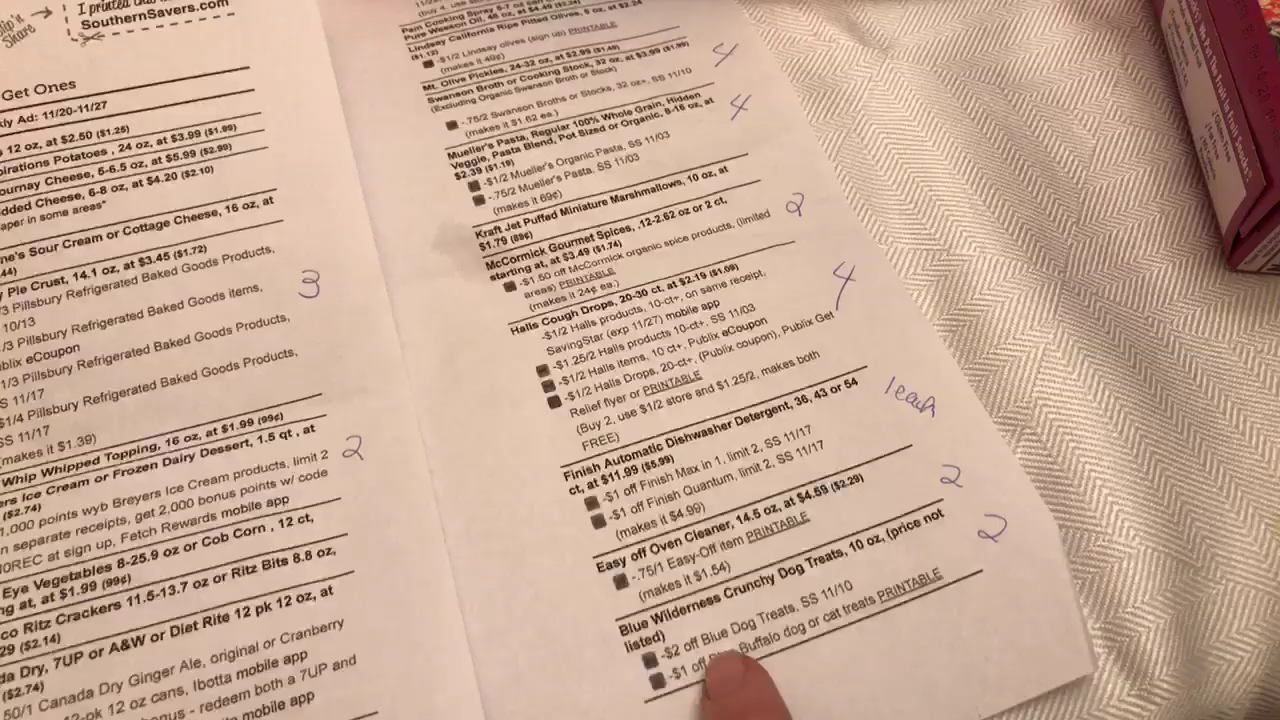 I printed
SouthernSavers.com
Get Ones
Ad: 11/20-11/27
12 oz, at $2.50 ($1.25)
Potatoes , 24 oz, at $3.99 ($1.99)
Cheese, 5-6.5 oz, at $5.99 ($2.99)
Cheese, 6-8 oz, at $4.20 ($2.10)
in some areas*
Sour Cream or Cottage Cheese, 16 oz, at
Pie Crust, 14.1 oz, at $3.45 ($1.72)
/3 Pillsbury Refrigerated Baked Goods Products,
10/13
/3 Pillsbury Refrigerated Baked Goods items,
eCoupon
1/3 Pillsbury Refrigerated Baked Goods Products,
SS 11/17
$1/4 Pillsbury Refrigerated Baked Goods Products,
SS 11/17
makes it $1.39)
3
Whip Whipped Topping, 16 oz, at $1.99 (99¢)
Ice Cream or Frozen Dairy Dessert, 1.5 qt , at
($2.74)
1,000 points wyb Breyers Ice Cream products, limit 2
separate receipts, get 2,000 bonus points w/ code
at sign up, Fetch Rewards mobile app
2
Eye Vegetables 8-25.9 oz or Cob Corn , 12 ct,
at, at $1.99 (99¢)
Ritz Crackers 11.5-13.7 oz or Ritz Bits 8.8 oz,
($2.14)
Dry, 7UP or A&W or Diet Rite 12 pk 12 oz, at
($2.74)
50/1 Canada Dry Ginger Ale, original or Cranberry
12-pk 12 oz cans, Ibotta mobile app
- redeem both a 7UP and
mobile app
Pam Cooking Spray
Pure Wesson Oil, 48 oz, at $4.49 ($2.24)
Lindsay California Ripe Pitted Olives, 6 oz, at $2.24
($1.12)
-$1/2 Lindsay olives (sign up) PRINTABLE
(makes it 49¢)
Mt. Olive Pickles, 24-32 oz, at $2.99 ($1.49)
Swanson Broth or Cooking Stock, 32 oz, at $3.99 ($1.99)
(Excluding Organic Swanson Broth or Stock)
-.75/2 Swanson Broths or Stocks, 32 oz+, SS 11/10
(makes it $1.62 ea.)
4
Mueller's Pasta, Regular 100% Whole Grain, Hidden
Veggie, Pasta Blend, Pot Sized or Organic, 8-16 oz, at
$2.39 ($1.19)
-$1/2 Mueller's Organic Pasta, SS 11/03
-.75/2 Mueller's Pasta, SS 11/03
(makes it 69¢)
4
Kraft Jet Puffed Miniature Marshmallows, 10 oz, at
$1.79 (89¢)
McCormick Gourmet Spices, .12-2.62 oz or 2 ct,
starting at, at $3.49 ($1.74)
-$1.50 off McCormick organic spice products, (limited
areas) PRINTABLE
(makes it 24¢ ea.)
2
Halls Cough Drops, 20-30 ct, at $2.19 ($1.09)
-$1/2 Halls products, 10-ct+, on same receipt,
SavingStar (exp 11/27) mobile app
-$1.25/2 Halls products 10-ct+, SS 11/03
-$1/2 Halls items, 10 ct+, Publix eCoupon
-$1/2 Halls Drops, 20-ct+, (Publix coupon), Publix Get
Relief flyer or PRINTABLE
(Buy 2, use $1/2 store and $1.25/2, makes both
FREE)
4
Finish Automatic Dishwasher Detergent, 36, 43 or 54
ct, at $11.99 ($5.99)
-$1 off Finish Max in 1, limit 2, SS 11/17
-$1 off Finish Quantum, limit 2, SS 11/17
(makes it $4.99)
1each
Easy off Oven Cleaner, 14.5 oz, at $4.59 ($2.29)
-.75/1 Easy-Off item PRINTABLE
(makes it $1.54)
2
Blue Wilderness Crunchy Dog Treats, 10 oz, (price not
listed)
-$2 off Blue Dog Treats, SS 11/10
-$1 off Buffalo dog or cat treats PRINTABLE
2